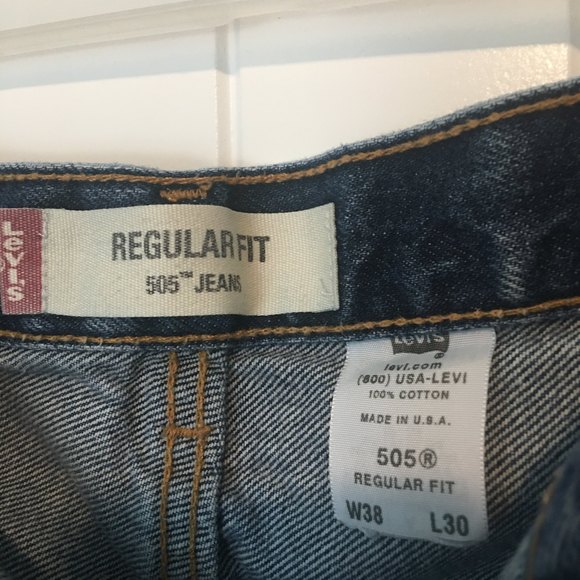 Levi's
REGULAR FIT
505™ JEANS
LEVI'S
levi.com
(800) USA-LEVI
100% COTTON
MADE IN U.S.A.
505®
REGULAR FIT
W38 L30